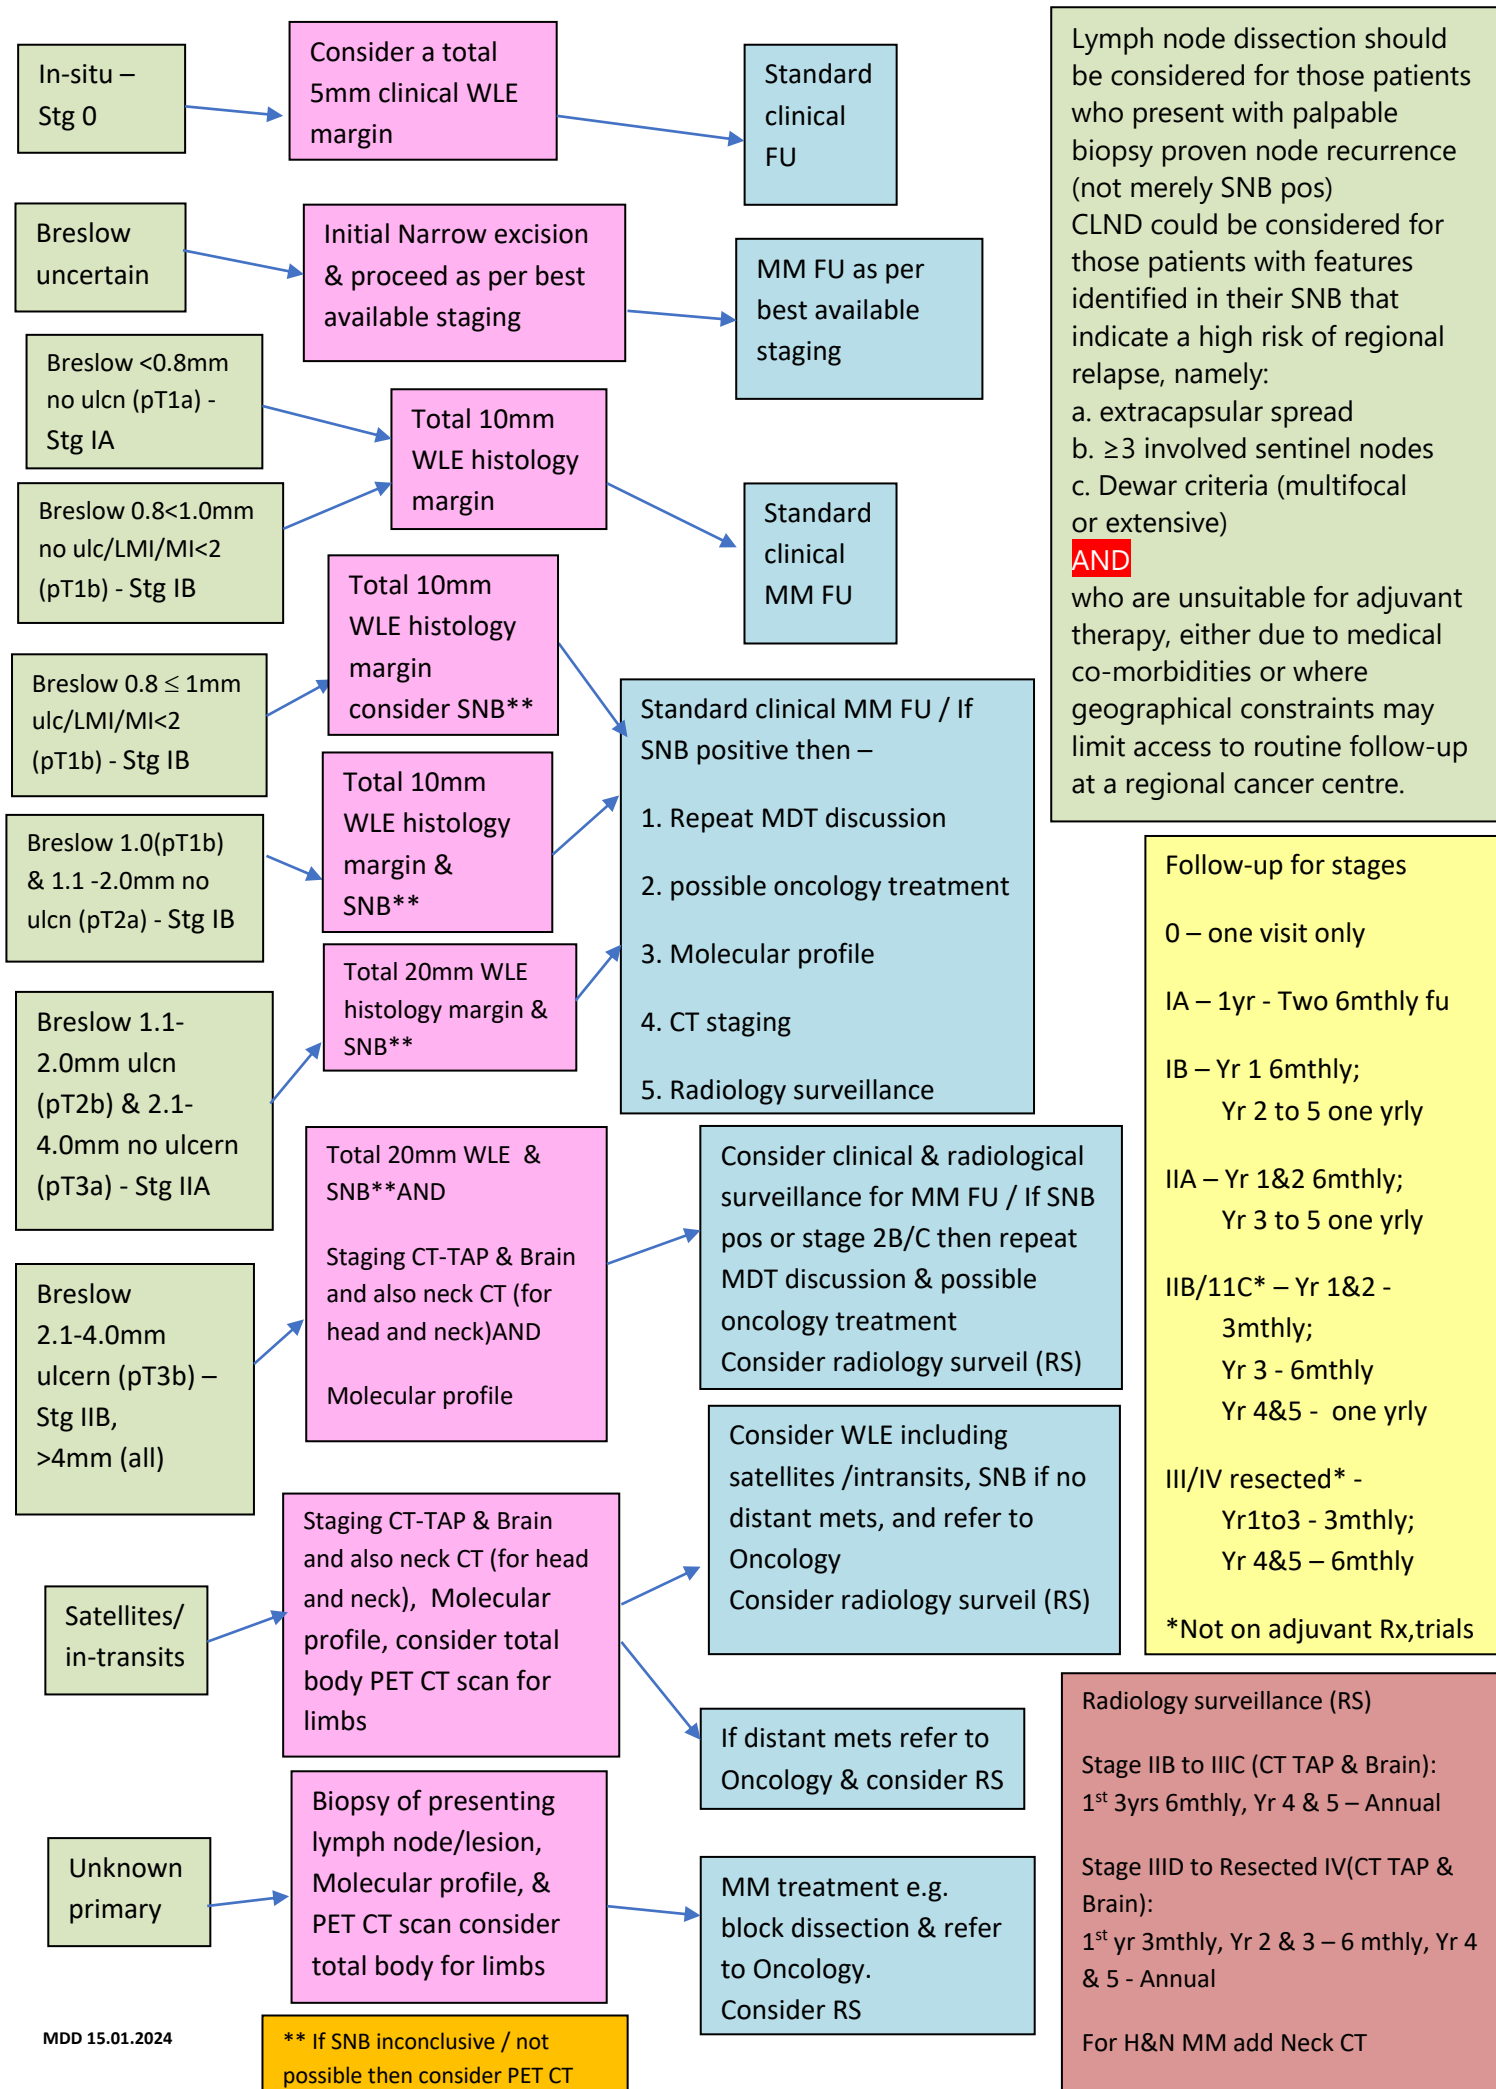 In-situ –
Stg 0
Consider a total
5mm clinical WLE
margin
Standard
clinical
FU
Breslow
uncertain
Initial Narrow excision
& proceed as per best
available staging
MM FU as per
best available
staging
Breslow <0.8mm
no ulcn (pT1a) -
Stg IA
Breslow 0.8<1.0mm
no ulc/LMI/MI<2
(pT1b) - Stg IB
Total 10mm
WLE histology
margin
Standard
clinical
MM FU
Breslow 0.8 ≤ 1mm
ulc/LMI/MI<2
(pT1b) - Stg IB
Total 10mm
WLE histology
margin
consider SNB**
Breslow 1.0(pT1b)
& 1.1 -2.0mm no
ulcn (pT2a) - Stg IB
Total 10mm
WLE histology
margin &
SNB**
Breslow 1.1-
2.0mm ulcn
(pT2b) & 2.1-
4.0mm no ulcern
(pT3a) - Stg IIA
Total 20mm WLE
histology margin &
SNB**
Standard clinical MM FU / If
SNB positive then –
1. Repeat MDT discussion
2. possible oncology treatment
3. Molecular profile
4. CT staging
5. Radiology surveillance
Breslow
2.1-4.0mm
ulcern (pT3b) –
Stg IIB,
>4mm (all)
Total 20mm WLE &
SNB**AND
Staging CT-TAP & Brain
and also neck CT (for
head and neck)AND
Molecular profile
Consider clinical & radiological
surveillance for MM FU / If SNB
pos or stage 2B/C then repeat
MDT discussion & possible
oncology treatment
Consider radiology surveil (RS)
Satellites/
in-transits
Staging CT-TAP & Brain
and also neck CT (for head
and neck), Molecular
profile, consider total
body PET CT scan for
limbs
Consider WLE including
satellites /intransits, SNB if no
distant mets, and refer to
Oncology
Consider radiology surveil (RS)
If distant mets refer to
Oncology & consider RS
Unknown
primary
Biopsy of presenting
lymph node/lesion,
Molecular profile, &
PET CT scan consider
total body for limbs
MM treatment e.g.
block dissection & refer
to Oncology.
Consider RS
MDD 15.01.2024
** If SNB inconclusive / not
possible then consider PET CT
Lymph node dissection should
be considered for those patients
who present with palpable
biopsy proven node recurrence
(not merely SNB pos)
CLND could be considered for
those patients with features
identified in their SNB that
indicate a high risk of regional
relapse, namely:
a. extracapsular spread
b. ≥3 involved sentinel nodes
c. Dewar criteria (multifocal
or extensive)
AND
who are unsuitable for adjuvant
therapy, either due to medical
co-morbidities or where
geographical constraints may
limit access to routine follow-up
at a regional cancer centre.
Follow-up for stages
0 – one visit only
IA – 1yr - Two 6mthly fu
IB – Yr 1 6mthly;
Yr 2 to 5 one yrly
IIA – Yr 1&2 6mthly;
Yr 3 to 5 one yrly
IIB/11C* – Yr 1&2 -
3mthly;
Yr 3 - 6mthly
Yr 4&5 - one yrly
III/IV resected* -
Yr1to3 - 3mthly;
Yr 4&5 – 6mthly
*Not on adjuvant Rx,trials
Radiology surveillance (RS)
Stage IIB to IIIC (CT TAP & Brain):
1st 3yrs 6mthly, Yr 4 & 5 – Annual
Stage IIID to Resected IV(CT TAP &
Brain):
1st yr 3mthly, Yr 2 & 3 – 6 mthly, Yr 4
& 5 - Annual
For H&N MM add Neck CT